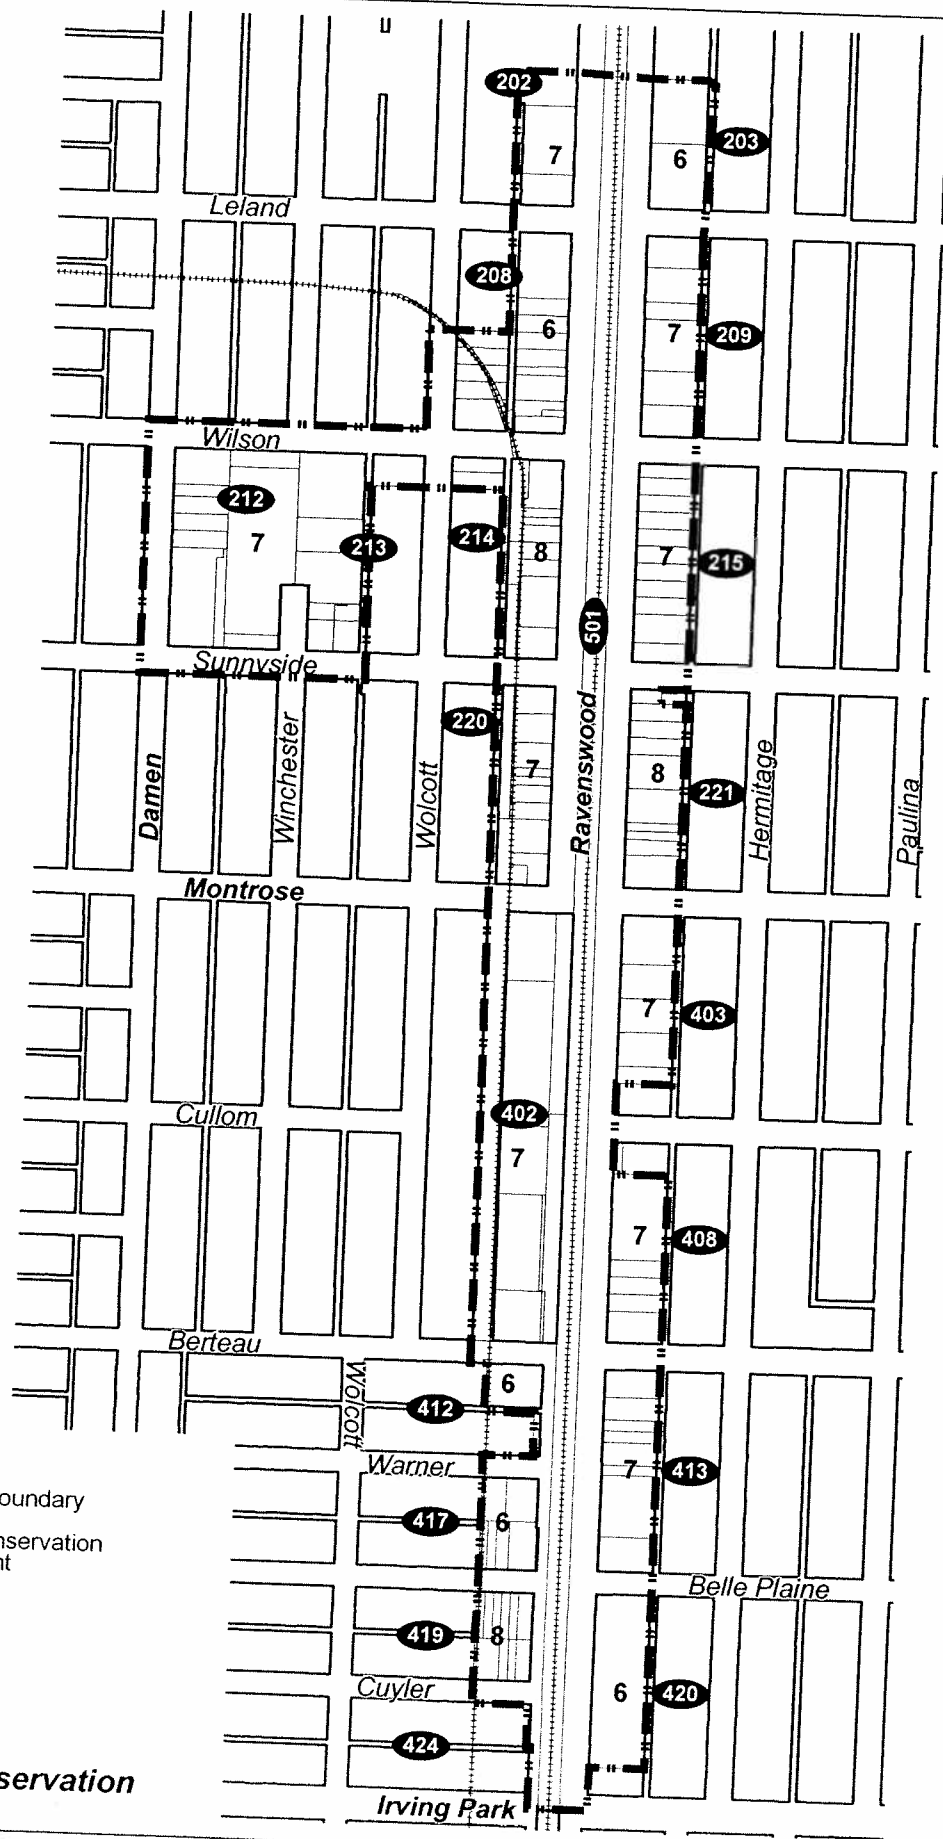 202
203
7
6
Leland
208
6
7
209
Wilson
212
7
213
214
8
7
215
501
Sunnyside
220
7
8
221
Damen
Winchester
Wolcott
Ravenswood
Hermitage
Paulina
Montrose
7
403
Cullom
402
7
7
408
Berteau
Wolcott
6
412
Warner
7
413
oundary
417
6
nservation
nt
Belle Plaine
419
8
Cuyler
6
420
424
servation
Irving Park